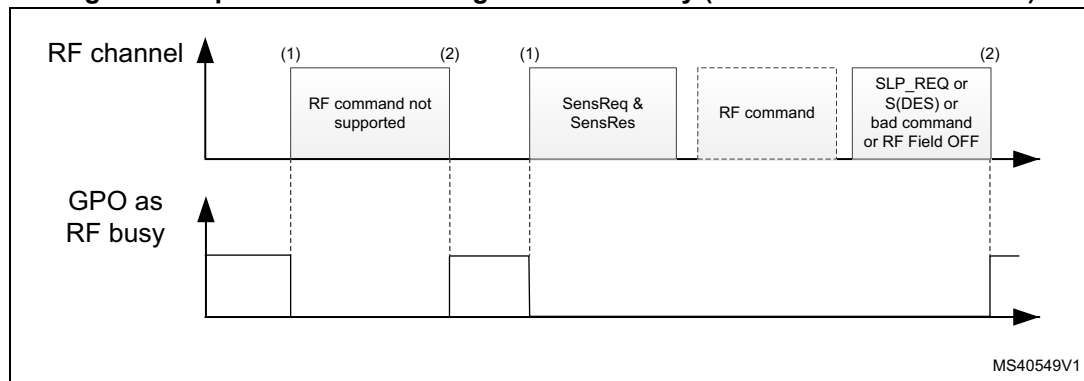 RF channel
(1)
(2)
(1)
(2)
RF command not
supported
SensReq &
SensRes
RF command
SLP_REQ or
S(DES) or
bad command
or RF Field OFF
GPO as
RF busy
MS40549V1